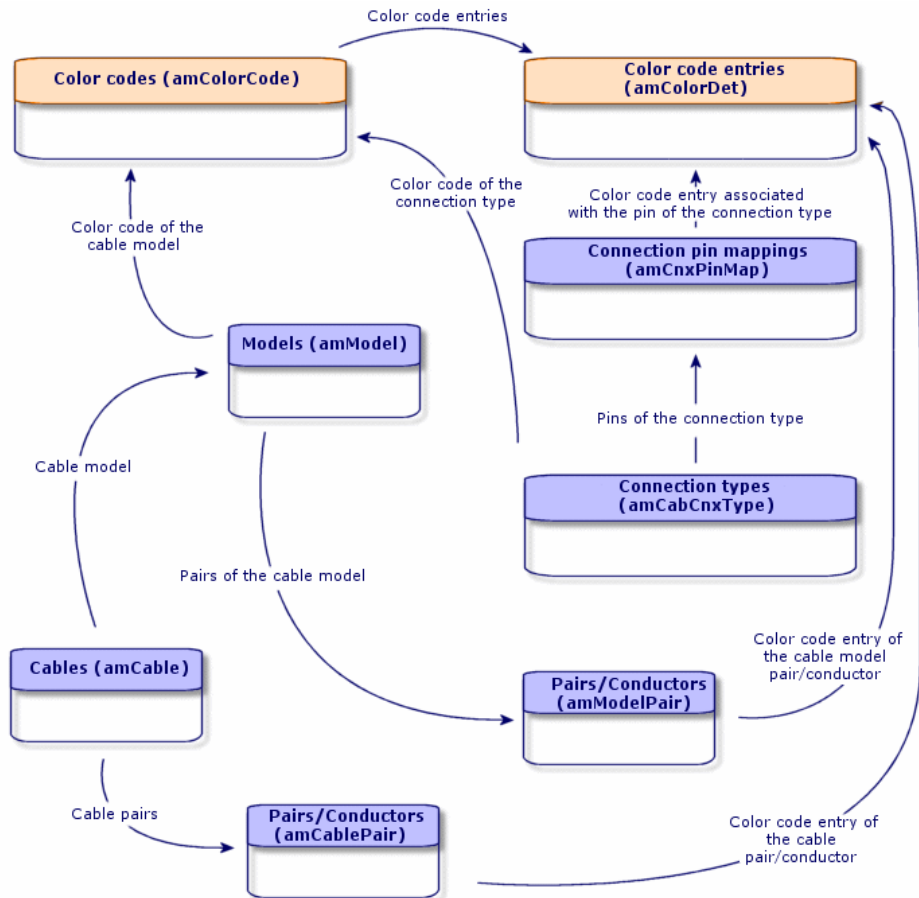 Color code entries
Color codes (amColorCode)
Color code entries
(amColorDet)
Color code of the
connection type
Color code entry associated
with the pin of the connection type
Color code of the
cable model
Connection pin mappings
(amCnxPinMap)
Models (amModel)
Pins of the connection type
Cable model
Connection types
(amCabCnxType)
Pairs of the cable model
Color code entry of
the cable model
pair/conductor
Cables (amCable)
Pairs/Conductors
(amModelPair)
Cable pairs
Pairs/Conductors
(amCablePair)
Color code entry of
the cable
pair/conductor